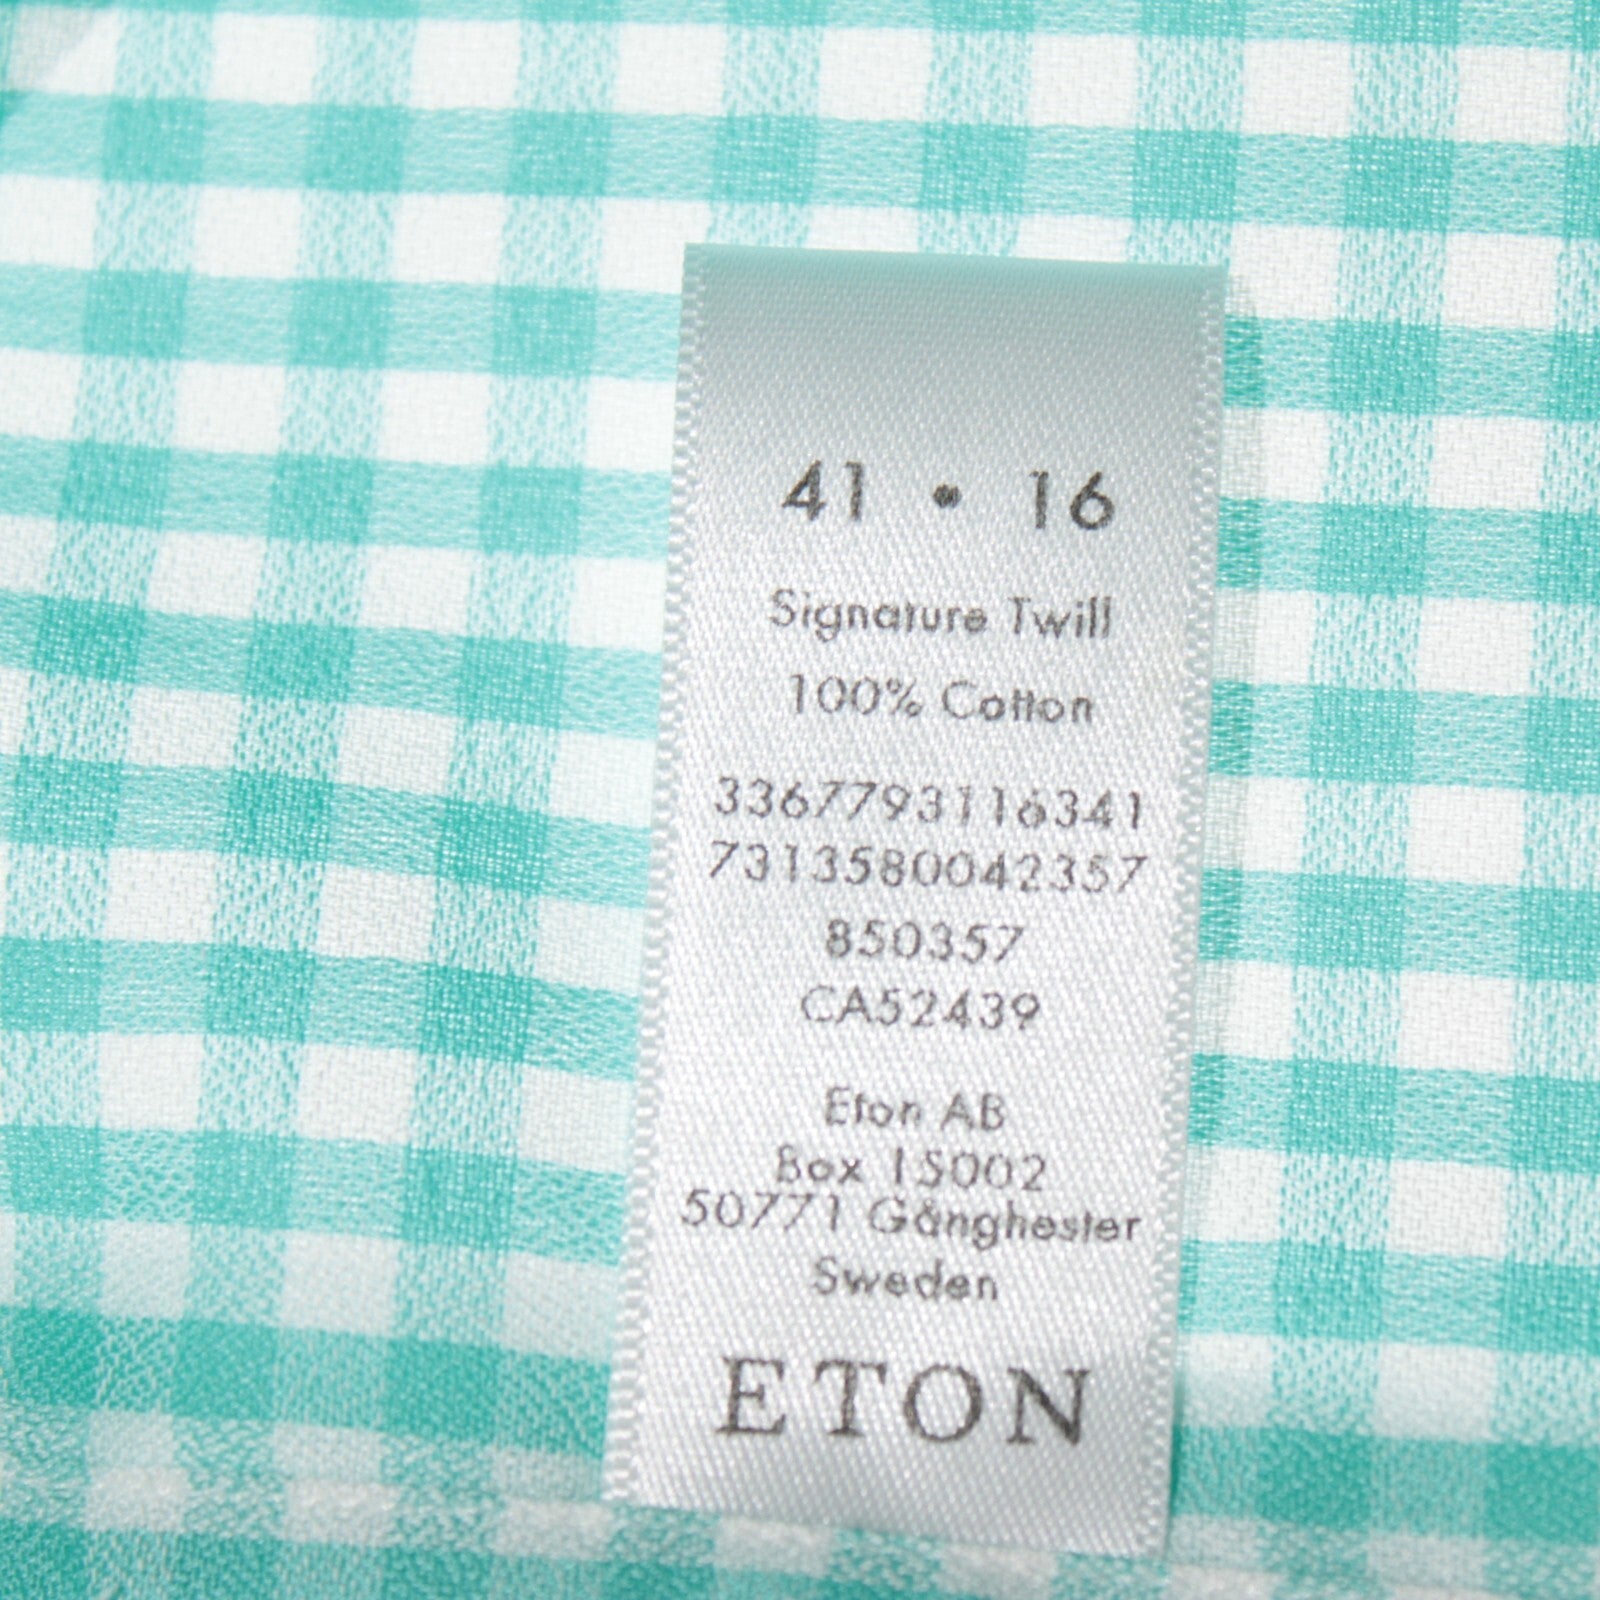 41 • 16
Signature Twill
100% Cotton
3367793116341
7313580042357
850357
CA52439
Eton AB
Box 15002
50771 Gånghester
Sweden
ETON